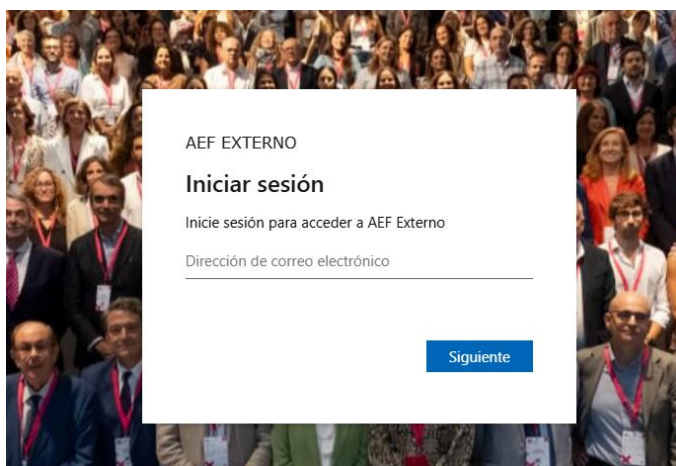 AEF EXTERNO
Iniciar sesión
Inicie sesión para acceder a AEF Externo
Dirección de correo electrónico
Siguiente